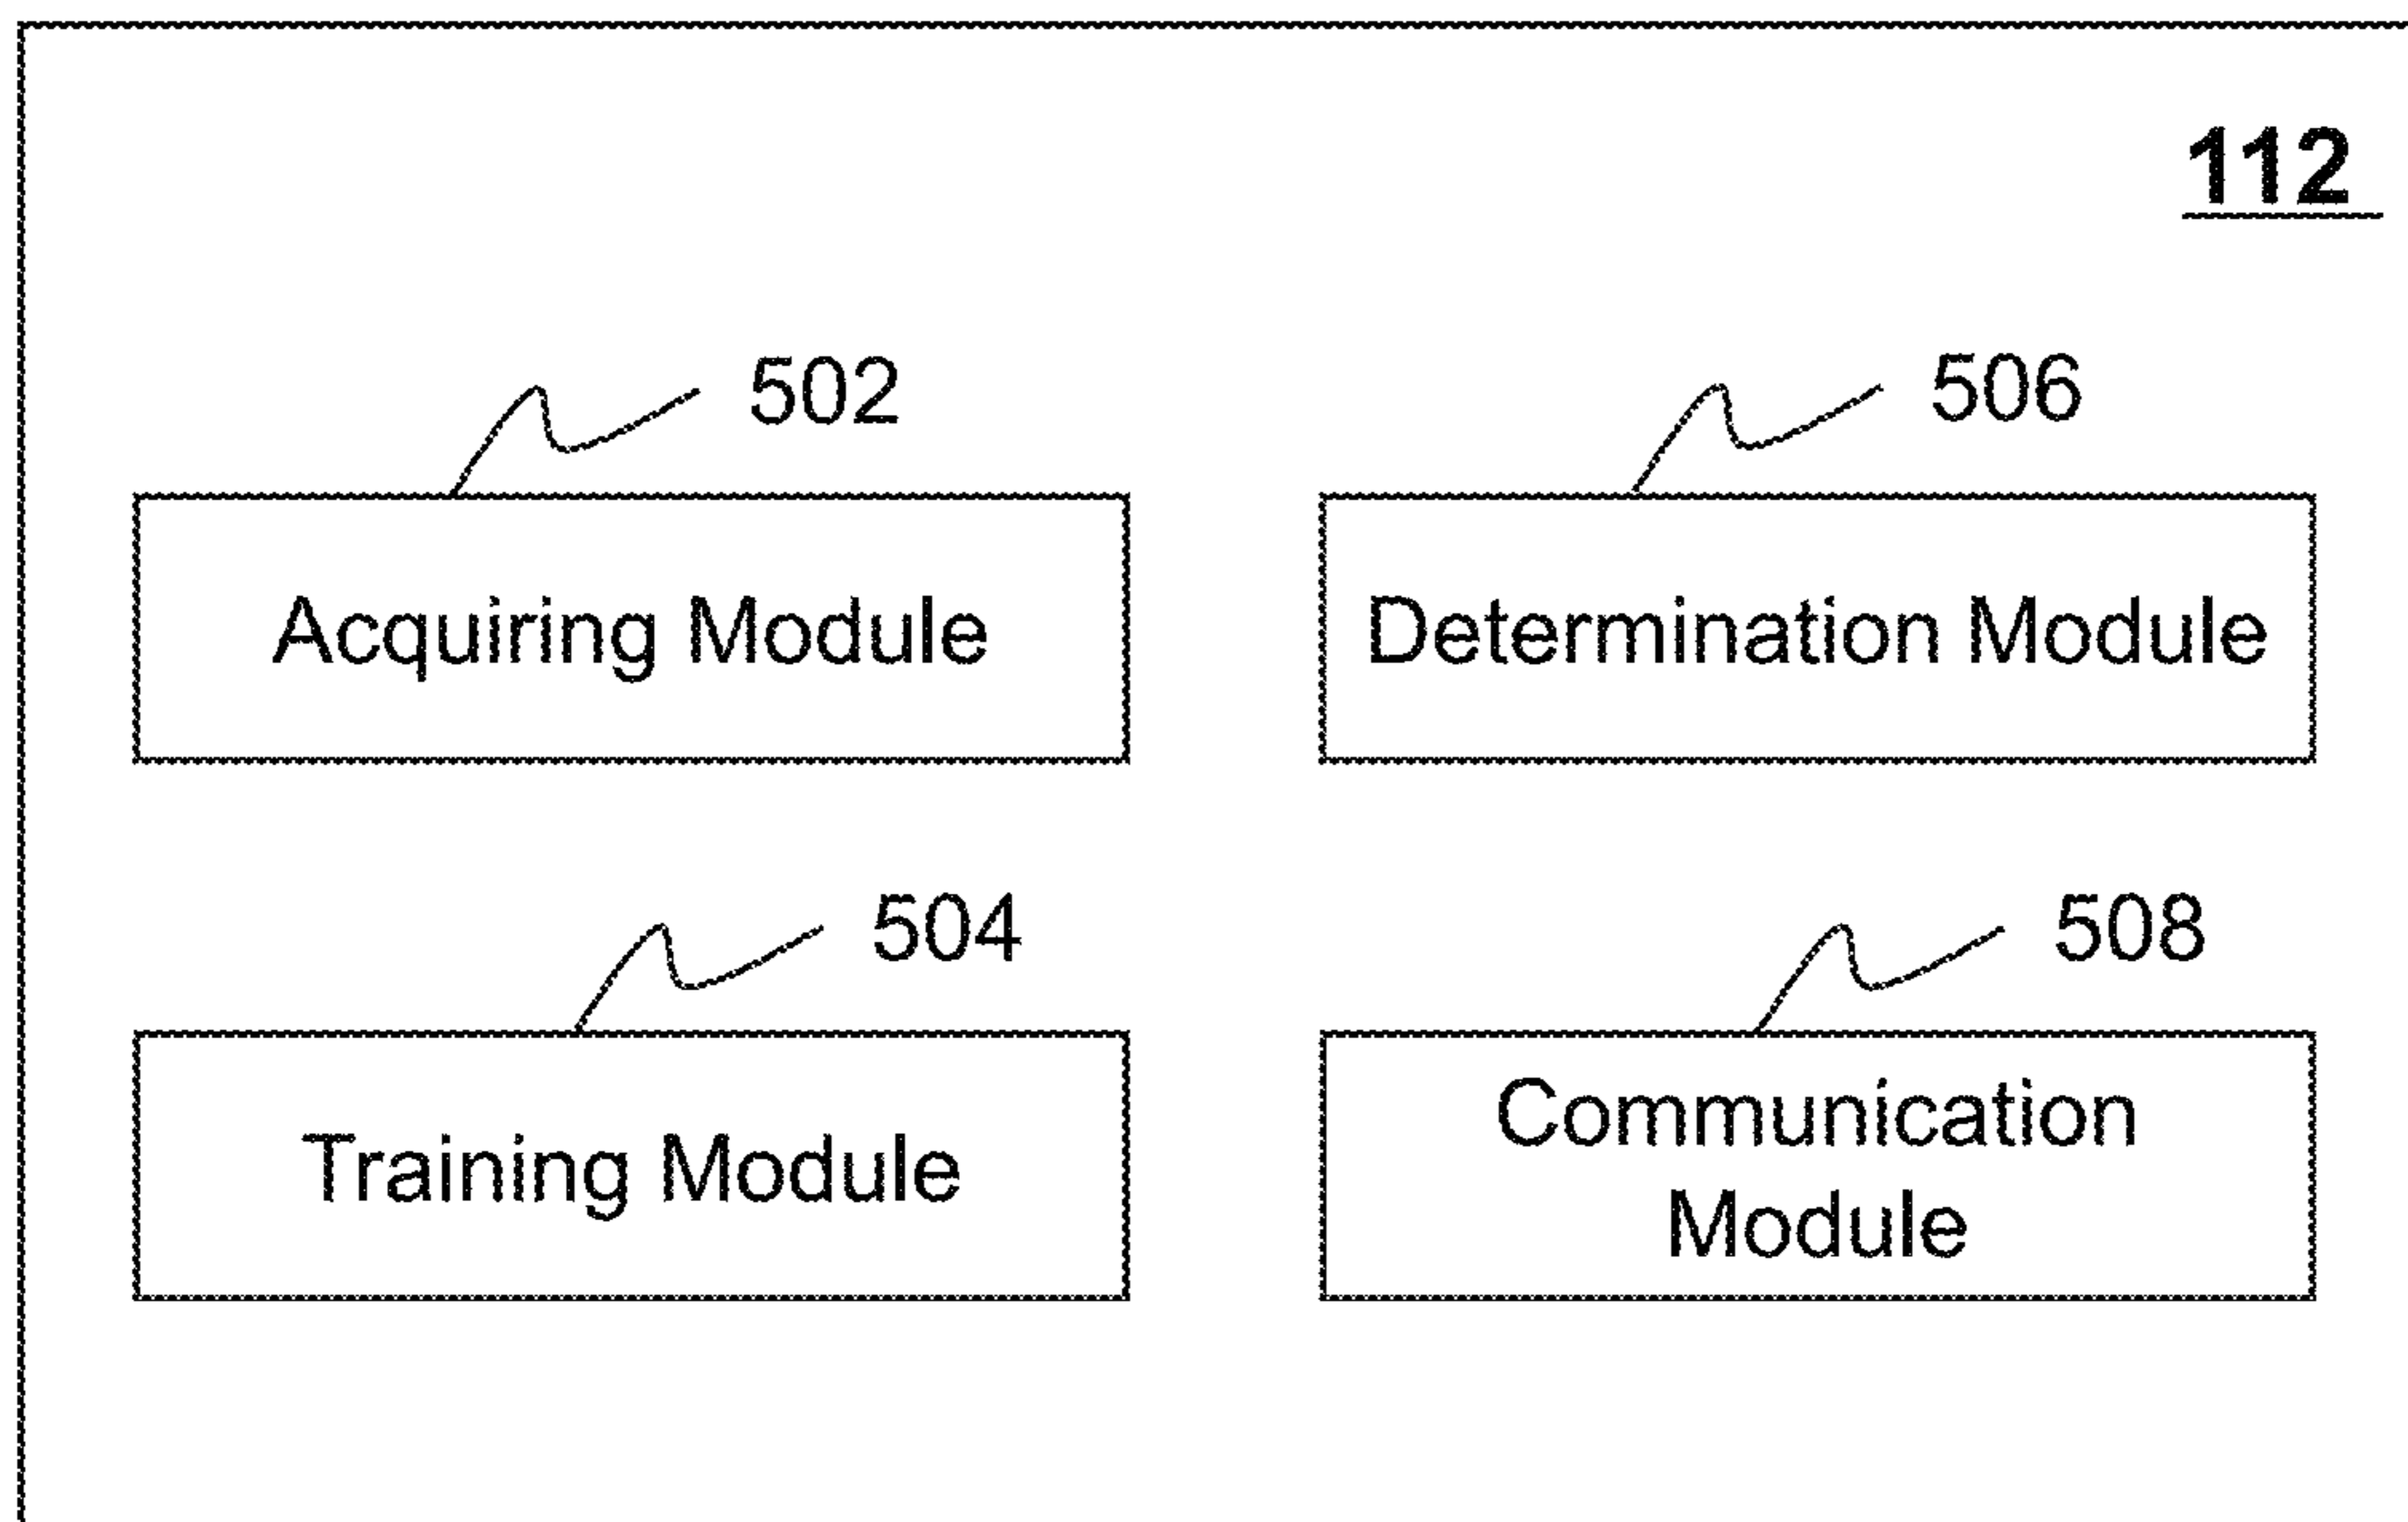 112
502
506
Acquiring Module
Determination Module
504
508
Training Module
Communication
Module